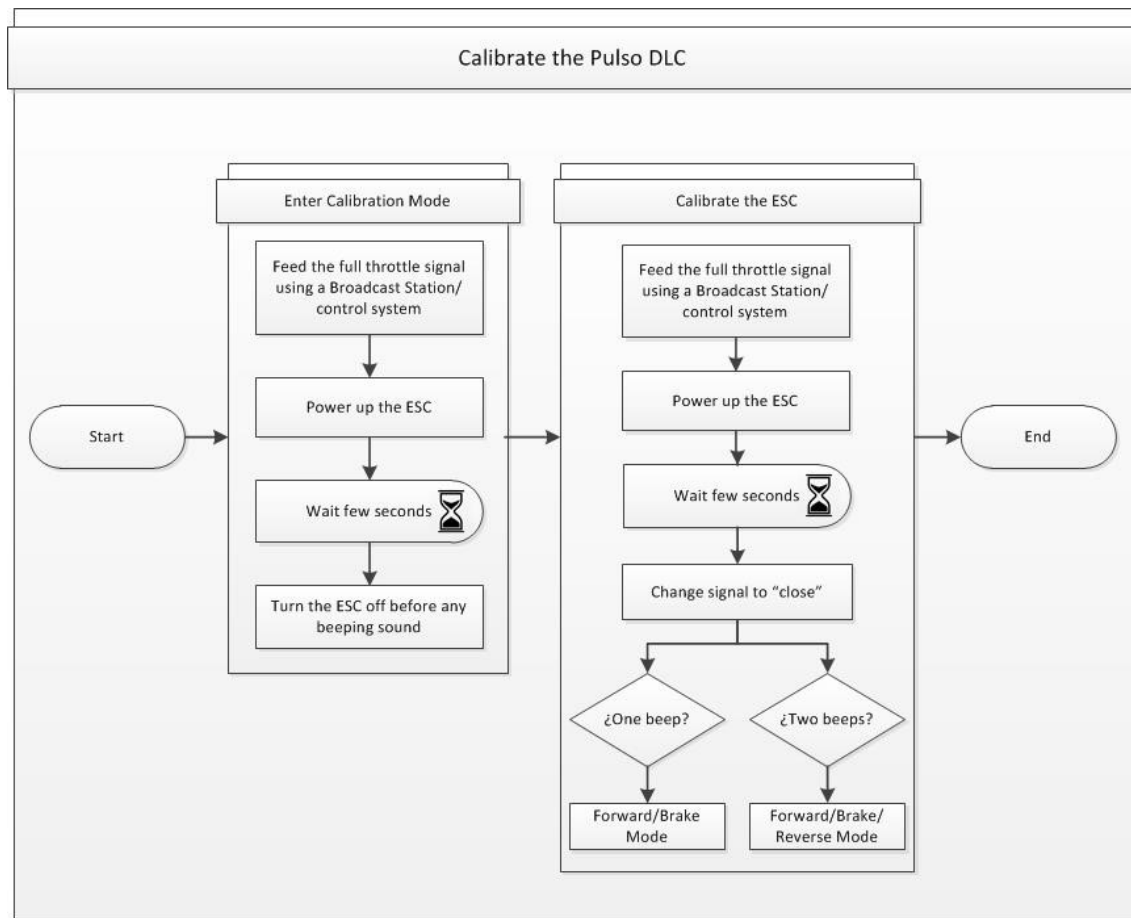 Calibrate the Pulso DLC
Start
Enter Calibration Mode
Feed the full throttle signal
using a Broadcast Station/
control system
Power up the ESC
Wait few seconds
Turn the ESC off before any
beeping sound
Calibrate the ESC
Feed the full throttle signal
using a Broadcast Station/
control system
Power up the ESC
Wait few seconds
Change signal to “close”
¿One beep?
¿Two beeps?
Forward/Brake
Mode
Forward/Brake/
Reverse Mode
End